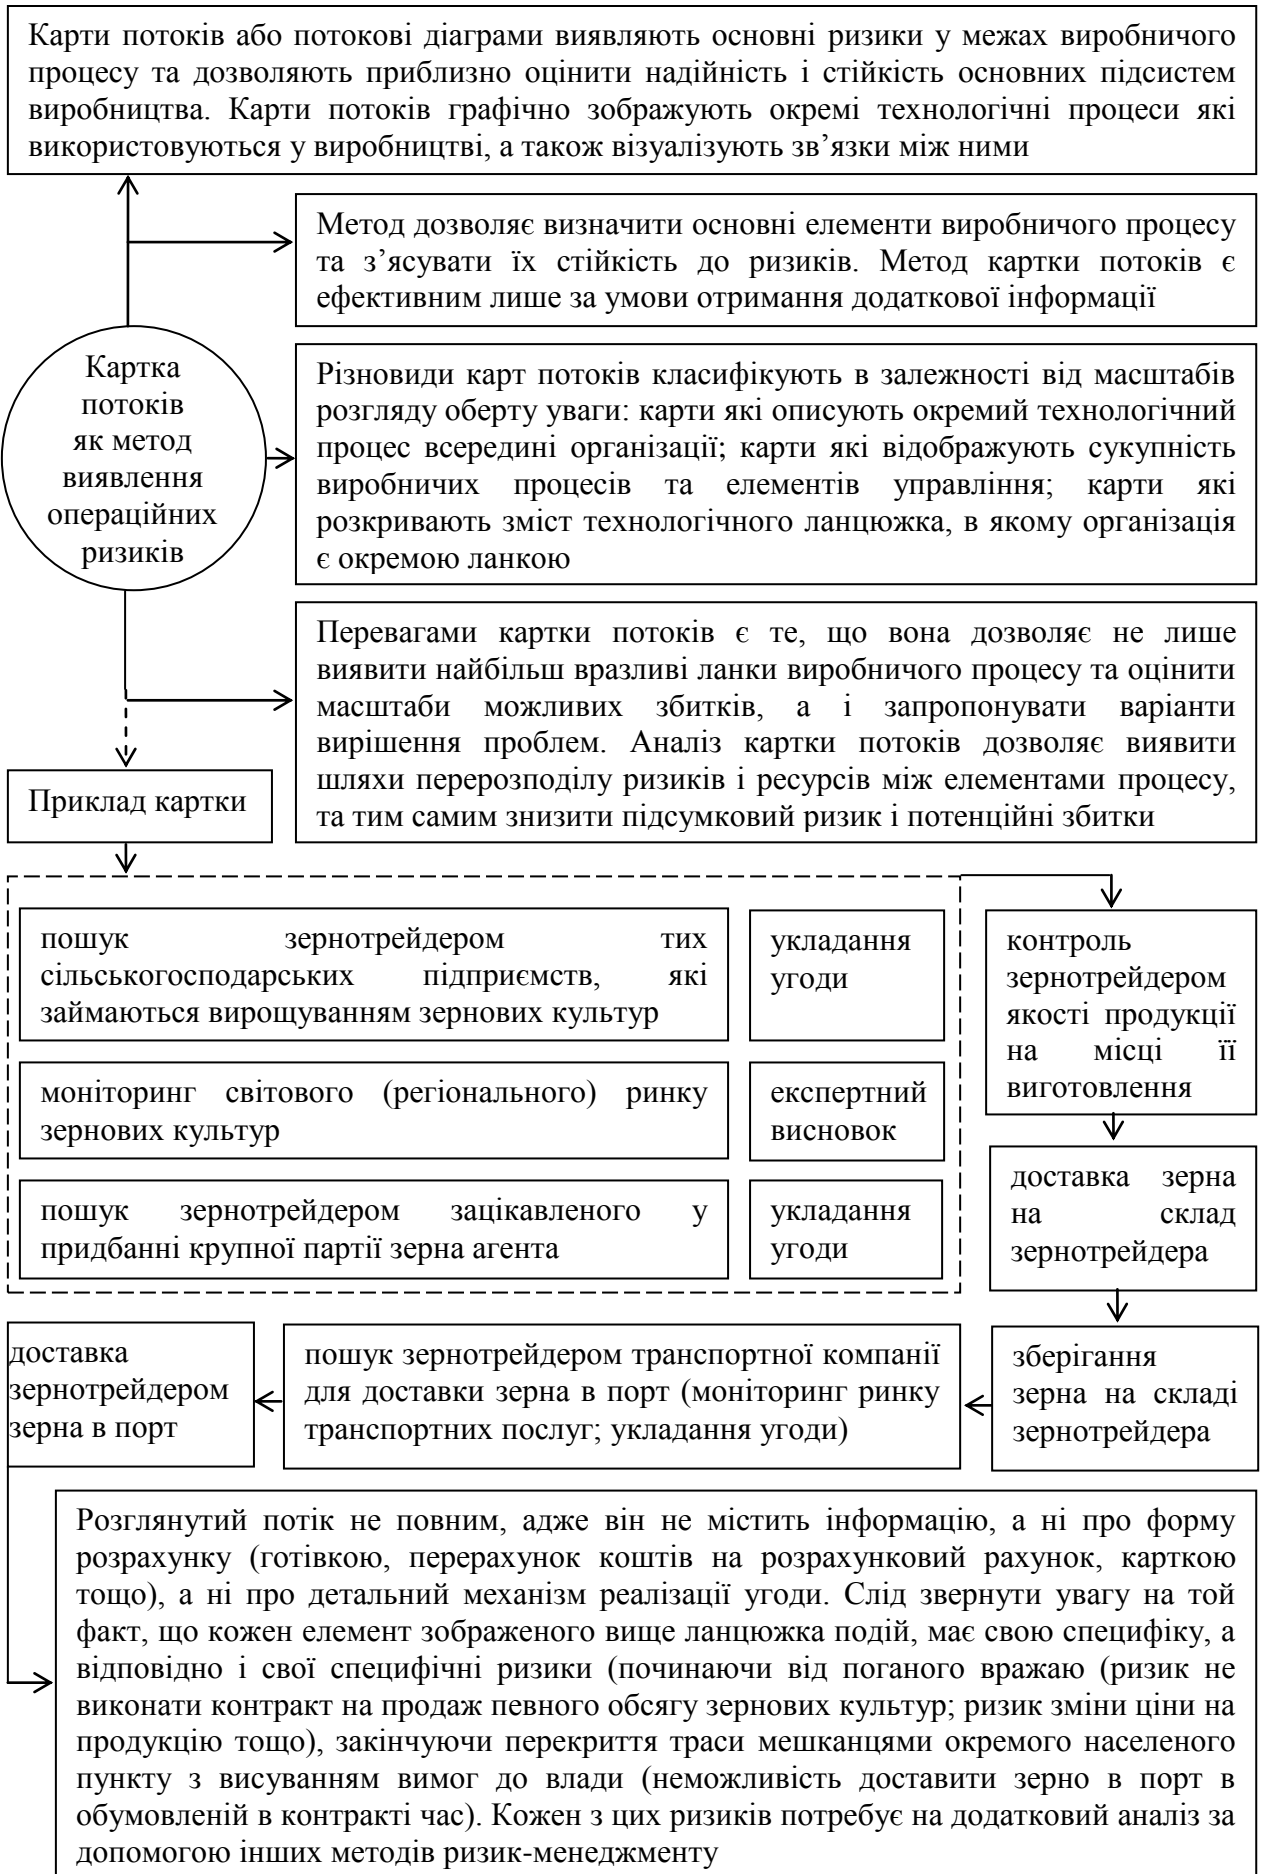 Карти потоків або потокові діаграми виявляють основні ризики у межах виробничого
процесу та дозволяють приблизно оцінити надійність і стійкість основних підсистем
виробництва. Карти потоків графічно зображують окремі технологічні процеси які
використовуються у виробництві, а також візуалізують зв’язки між ними
Метод дозволяє визначити основні елементи виробничого процесу
та з’ясувати їх стійкість до ризиків. Метод картки потоків є
ефективним лише за умови отримання додаткової інформації
Картка
потоків
як метод
виявлення
операційних
ризиків
Різновиди карт потоків класифікують в залежності від масштабів
розгляду оберту уваги: карти які описують окремий технологічний
процес всередині організації; карти які відображують сукупність
виробничих процесів та елементів управління; карти які
розкривають зміст технологічного ланцюжка, в якому організація
є окремою ланкою
Перевагами картки потоків є те, що вона дозволяє не лише
виявити найбільш вразливі ланки виробничого процесу та оцінити
масштаби можливих збитків, а і запропонувати варіанти
вирішення проблем. Аналіз картки потоків дозволяє виявити
шляхи перерозподілу ризиків і ресурсів між елементами процесу,
та тим самим знизити підсумковий ризик і потенційні збитки
Приклад картки
пошук зернотрейдером тих
сільськогосподарських підприємств, які
займаються вирощуванням зернових культур
укладання
угоди
моніторинг світового (регіонального) ринку
зернових культур
експертний
висновок
пошук зернотрейдером зацікавленого у
придбанні крупної партії зерна агента
укладання
угоди
контроль
зернотрейдером
якості продукції
на місці її
виготовлення
доставка зерна
на склад
зернотрейдера
зберігання
зерна на складі
зернотрейдера
пошук зернотрейдером транспортної компанії
для доставки зерна в порт (моніторинг ринку
транспортних послуг; укладання угоди)
доставка
зернотрейдером
зерна в порт
Розглянутий потік не повним, адже він не містить інформацію, а ні про форму
розрахунку (готівкою, перерахунок коштів на розрахунковий рахунок, карткою
тощо), а ні про детальний механізм реалізації угоди. Слід звернути увагу на той
факт, що кожен елемент зображеного вище ланцюжка подій, має свою специфіку, а
відповідно і свої специфічні ризики (починаючи від поганого вражаю (ризик не
виконати контракт на продаж певного обсягу зернових культур; ризик зміни ціни на
продукцію тощо), закінчуючи перекриття траси мешканцями окремого населеного
пункту з висуванням вимог до влади (неможливість доставити зерно в порт в
обумовленій в контракті час). Кожен з цих ризиків потребує на додатковий аналіз за
допомогою інших методів ризик-менеджменту